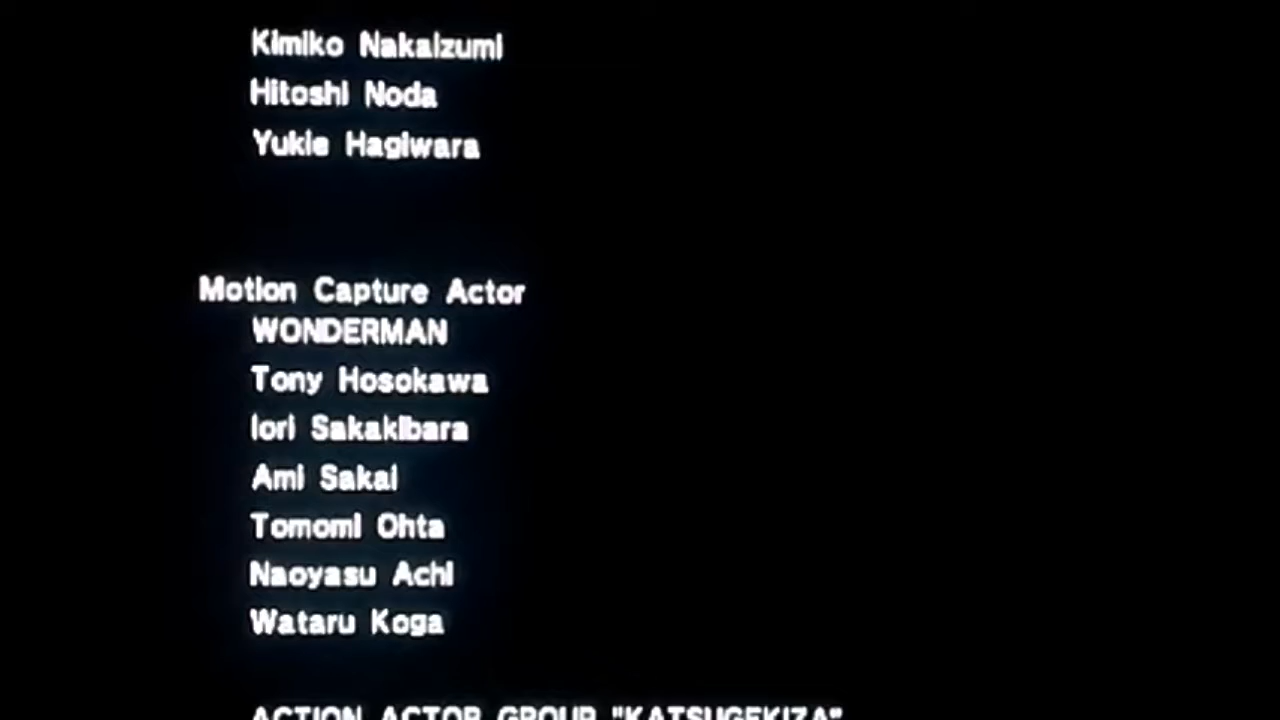 Kimiko Nakaizumi
Hitoshi Noda
Yukie Hagiwara
Motion Capture Actor
WONDERMAN
Tony Hosokawa
Iori Sakakibara
Ami Sakai
Tomomi Ohta
Naoyasu Achi
Wataru Koga
ACTION ACTOR GROUP "KATSUGEKIZA"